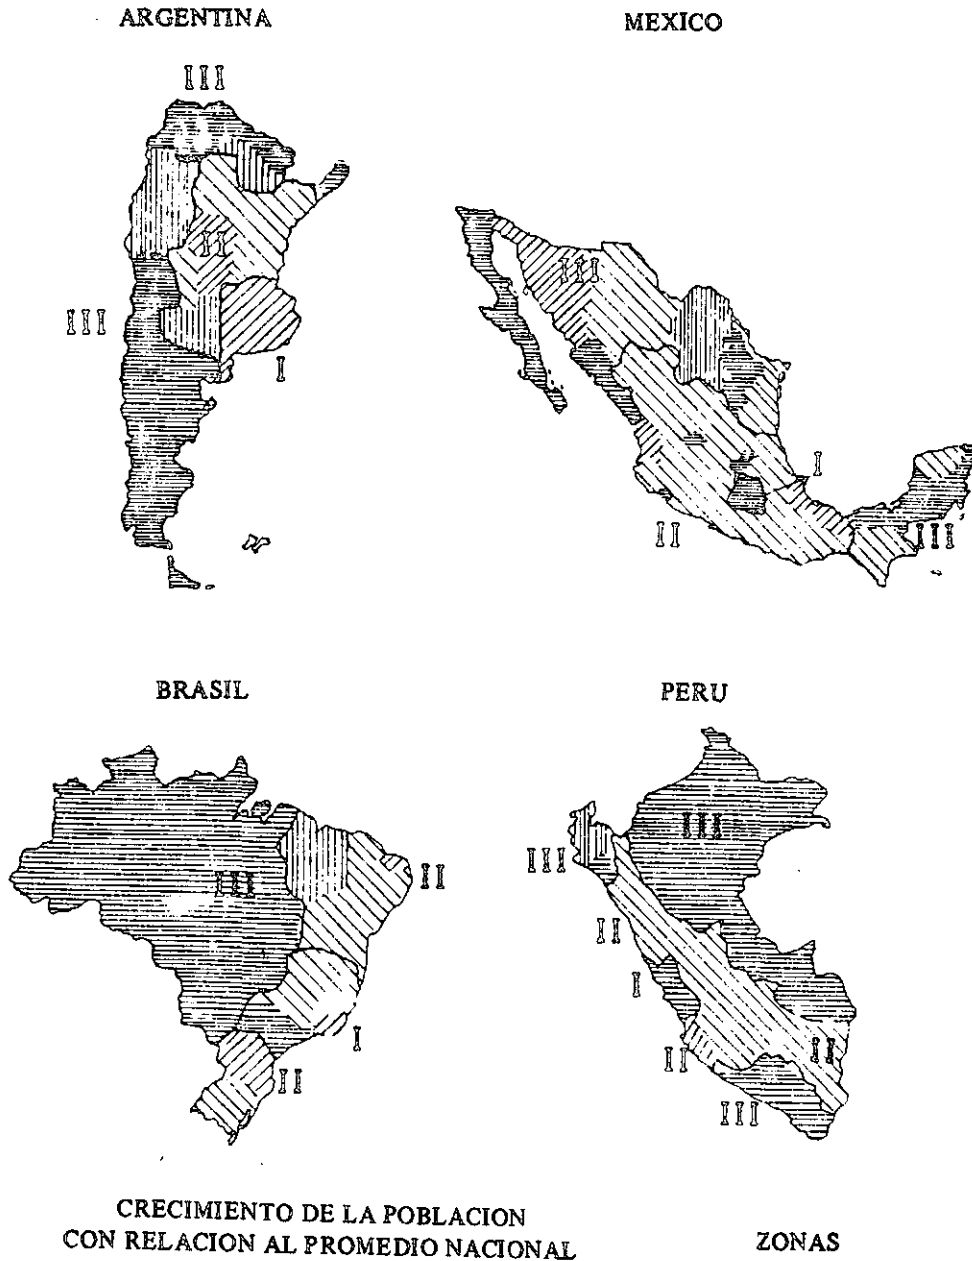 ARGENTINA
MEXICO
III
II
III
I
III
I
II
III
BRASIL
PERU
III
II
I
II
III
III
II
I
II
II
III
CRECIMIENTO DE LA POBLACION
CON RELACION AL PROMEDIO NACIONAL
ZONAS